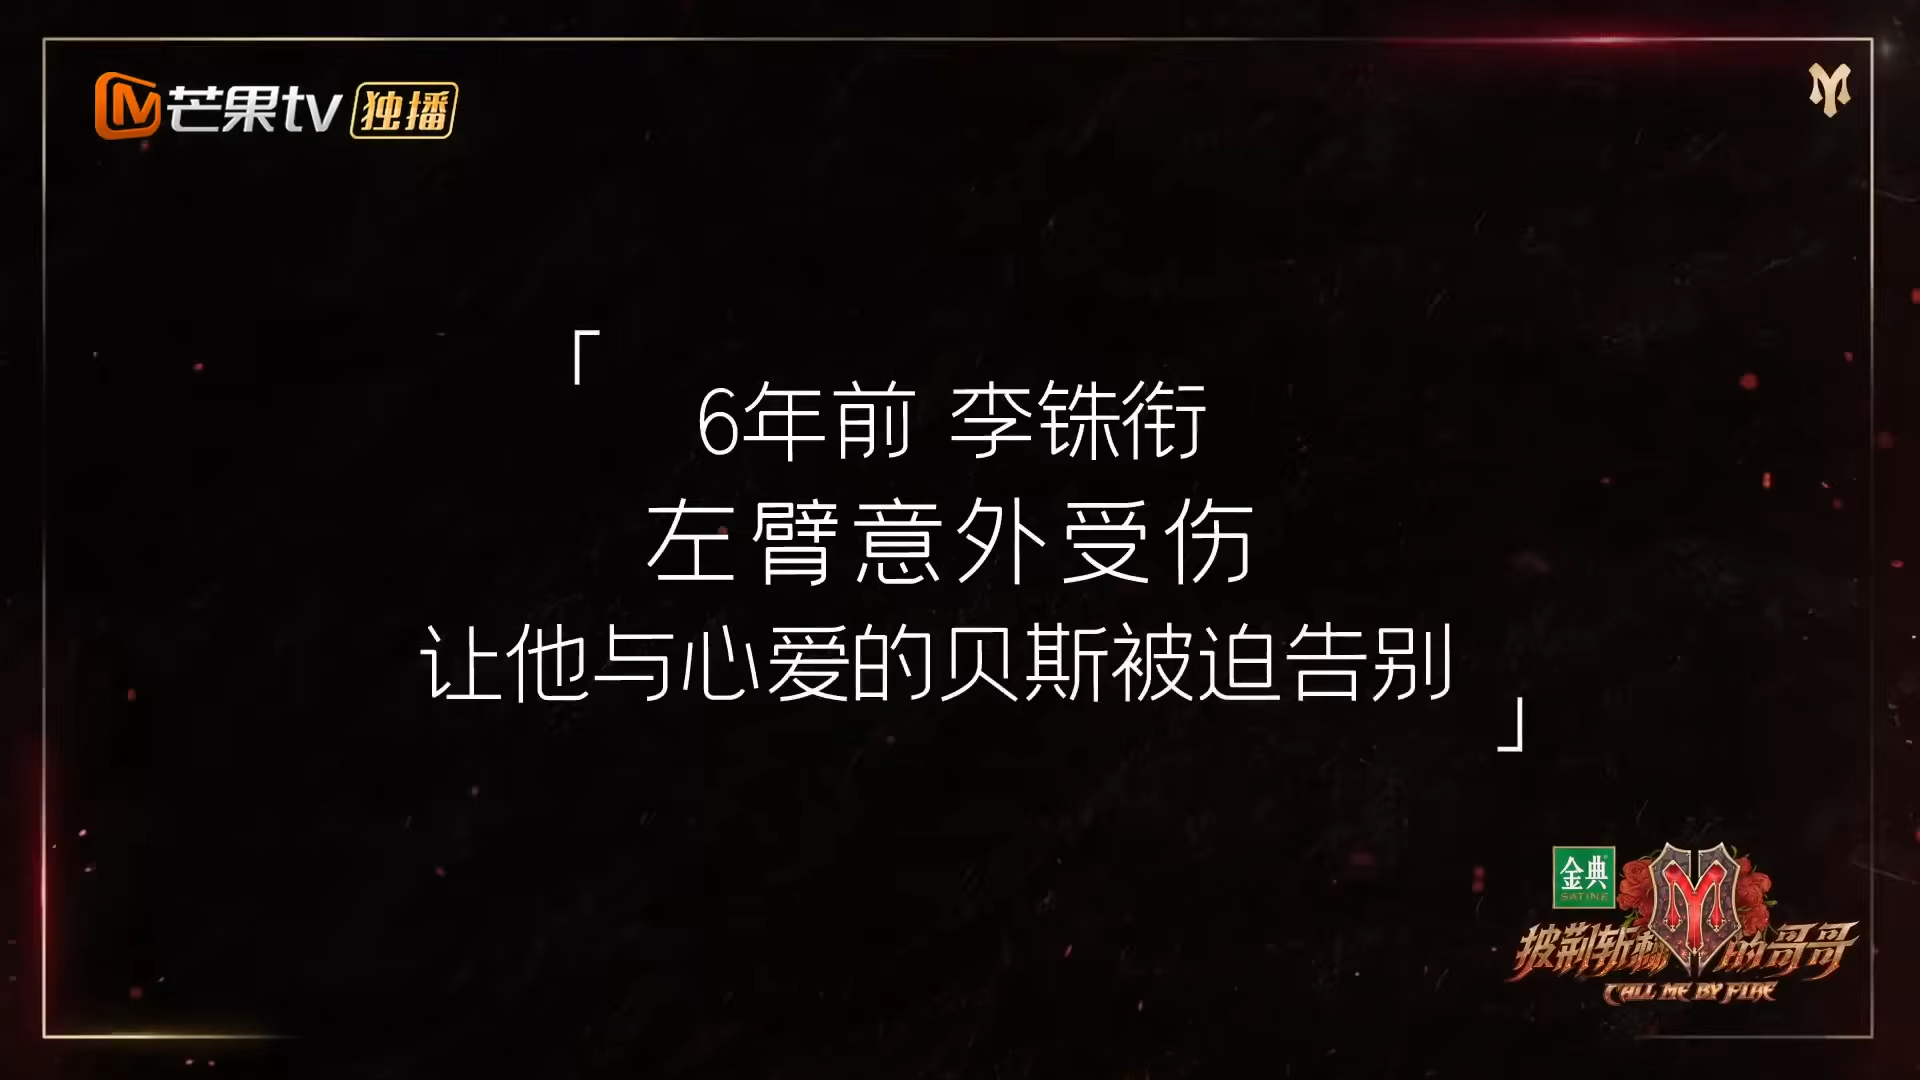 芒果tv 独播
「
6年前 李铢衔
左臂意外受伤
让他与心爱的贝斯被迫告别
」
金典
SATINE
披荆斩棘的哥哥
CALL ME BY FIRE